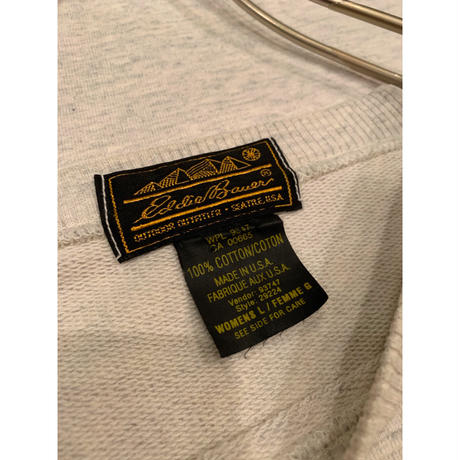 Eddie Bauer ®
OUTDOOR OUTFITTER · SEATTLE, USA
WPL
CA 00665
100% COTTON/COTON
MADE IN U.S.A.
FABRIQUE AUX U.S.A.
Vendor: 93747
Style: 29224
WOMENS L / FEMME G
SEE SIDE FOR CARE